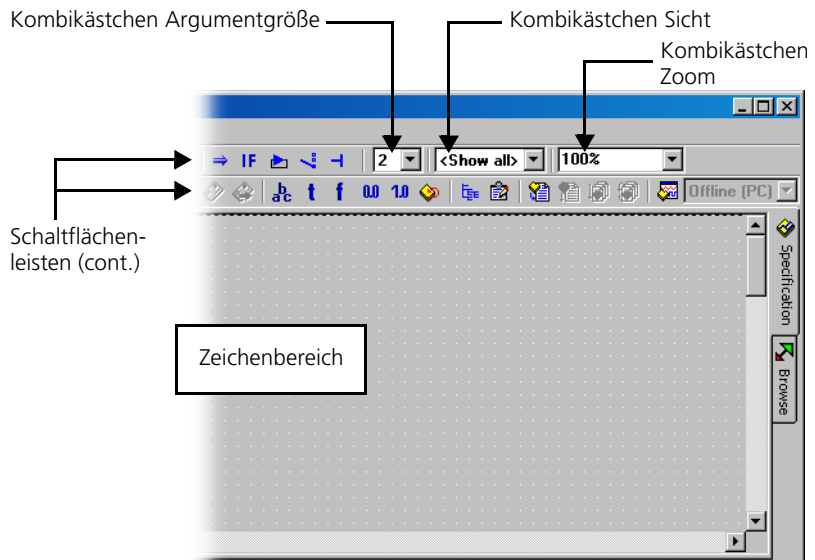 Kombikästchen Argumentgröße
Kombikästchen Sicht
Kombikästchen
Zoom
IF
2
<Show all>
100%
a b c
t
f
0.0
1.0
Offline (PC)
Schaltflächen-
leisten (cont.)
Specification
Zeichenbereich
Browse